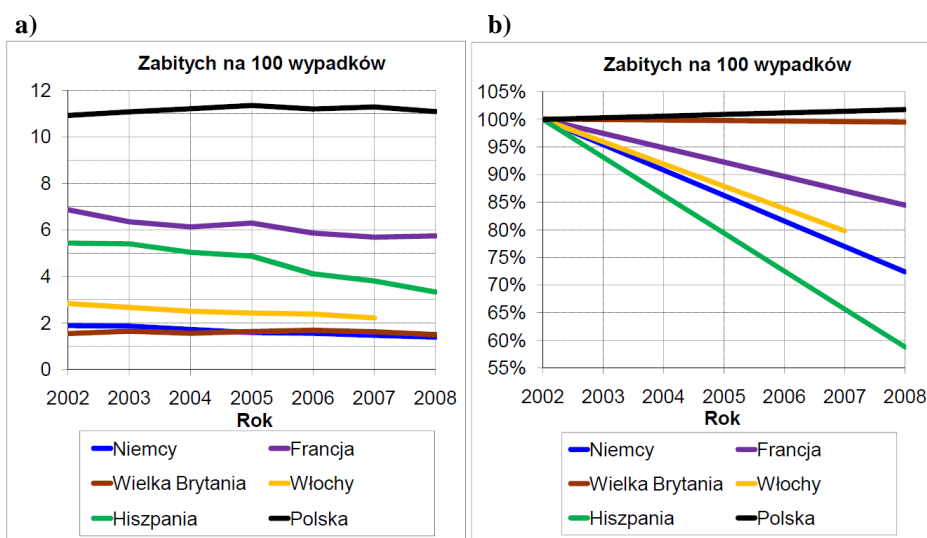 a)
Zabitych na 100 wypadków
12
10
8
6
4
2
0
2002 2003 2004 2005 2006 2007 2008
Rok
Niemcy Francja
Wielka Brytania Włochy
Hiszpania Polska
b)
Zabitych na 100 wypadków
105%
100%
95%
90%
85%
80%
75%
70%
65%
60%
55%
2002 2003 2004 2005 2006 2007 2008
Rok
Niemcy Francja
Wielka Brytania Włochy
Hiszpania Polska